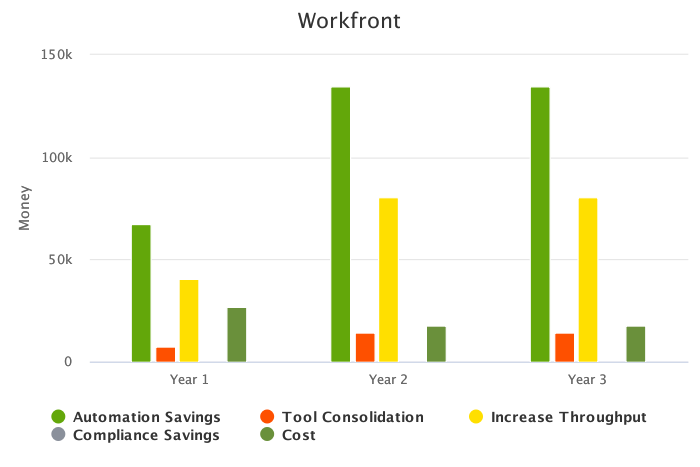 Workfront
150k
100k
50k
0
Money
Year 1 Year 2 Year 3
Automation Savings Tool Consolidation Increase Throughput
Compliance Savings Cost